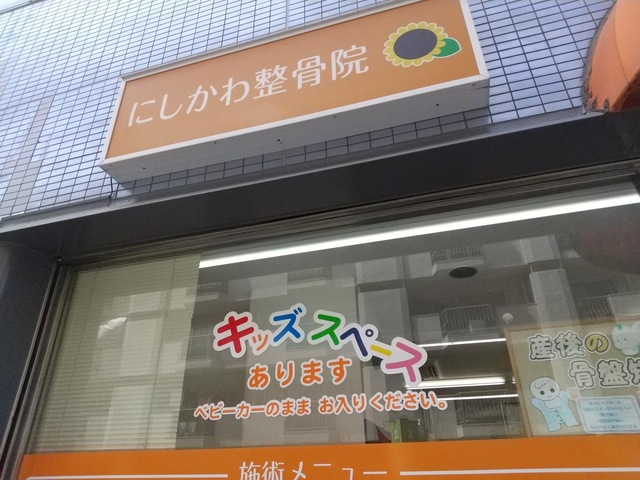 にしかわ整骨院
キッズスペース
あります
ベビーカーのまま お入りください。
産後の
骨盤
施術メニュー